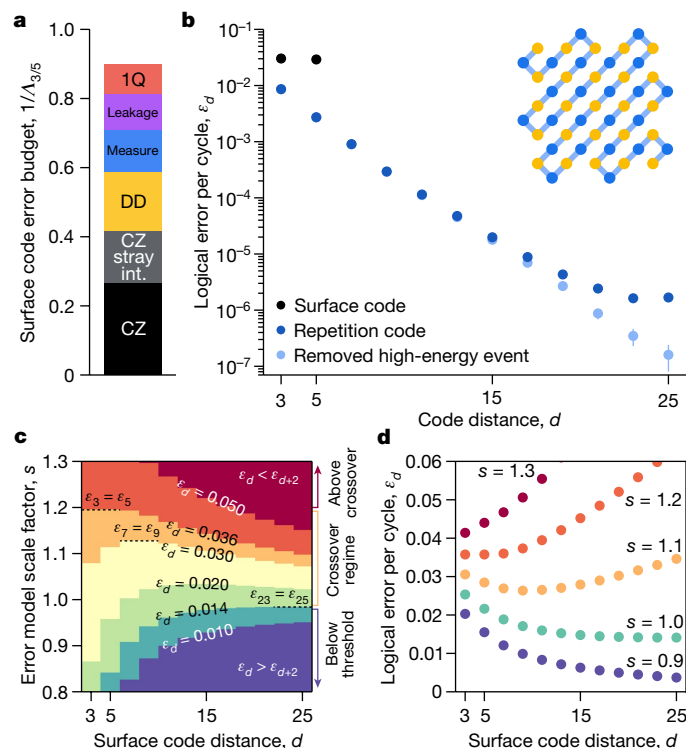 a
Surface code error budget, 1/Λ3/5
1.0
0.8
0.6
0.4
0.2
0
1Q
Leakage
Measure
DD
CZ
stray
int.
CZ
b
Logical error per cycle, εd
10⁻¹
10⁻²
10⁻³
10⁻⁴
10⁻⁵
10⁻⁶
10⁻⁷
Surface code
Repetition code
Removed high-energy event
3
5
15
25
Code distance, d
c
Error model scale factor, s
1.3
1.2
1.1
1.0
0.9
0.8
εd = 0.050
εd < εd+2
ε3 = ε5
ε7 = ε9
εd = 0.036
εd = 0.030
εd = 0.020
ε23 = ε25
εd = 0.014
εd = 0.010
εd > εd+2
Above
crossover
Crossover
regime
Below
threshold
3
5
15
25
Surface code distance, d
d
Logical error per cycle, εd
0.06
0.05
0.04
0.03
0.02
0.01
0
s = 1.3
s = 1.2
s = 1.1
s = 1.0
s = 0.9
3
5
15
25
Surface code distance, d